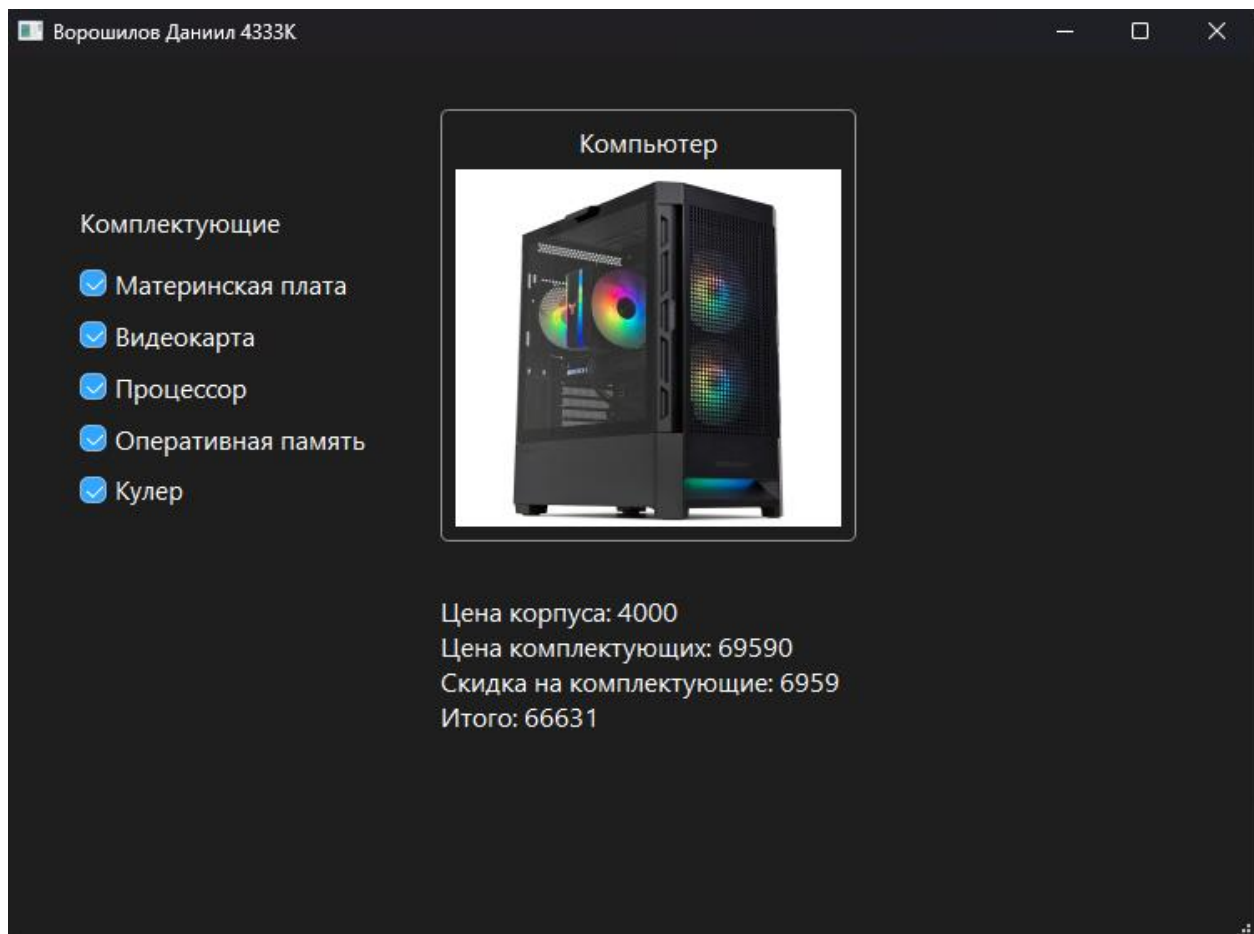 Ворошилов Даниил 4333К
Компьютер
Комплектующие
Материнская плата
Видеокарта
Процессор
Оперативная память
Кулер
Цена корпуса: 4000
Цена комплектующих: 69590
Скидка на комплектующие: 6959
Итого: 66631